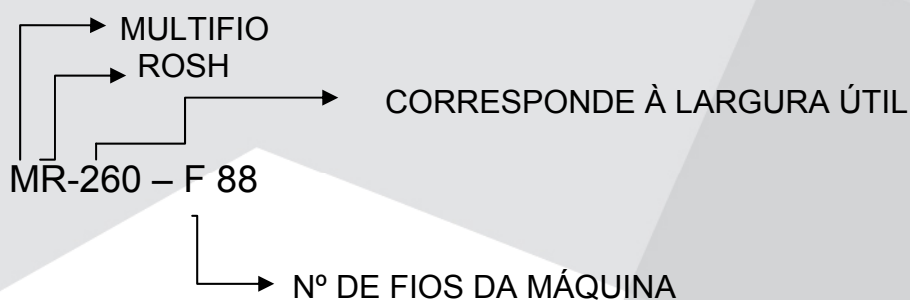 MULTIFIO
ROSH
CORRESPONDE À LARGURA ÚTIL
MR-260 – F 88
Nº DE FIOS DA MÁQUINA